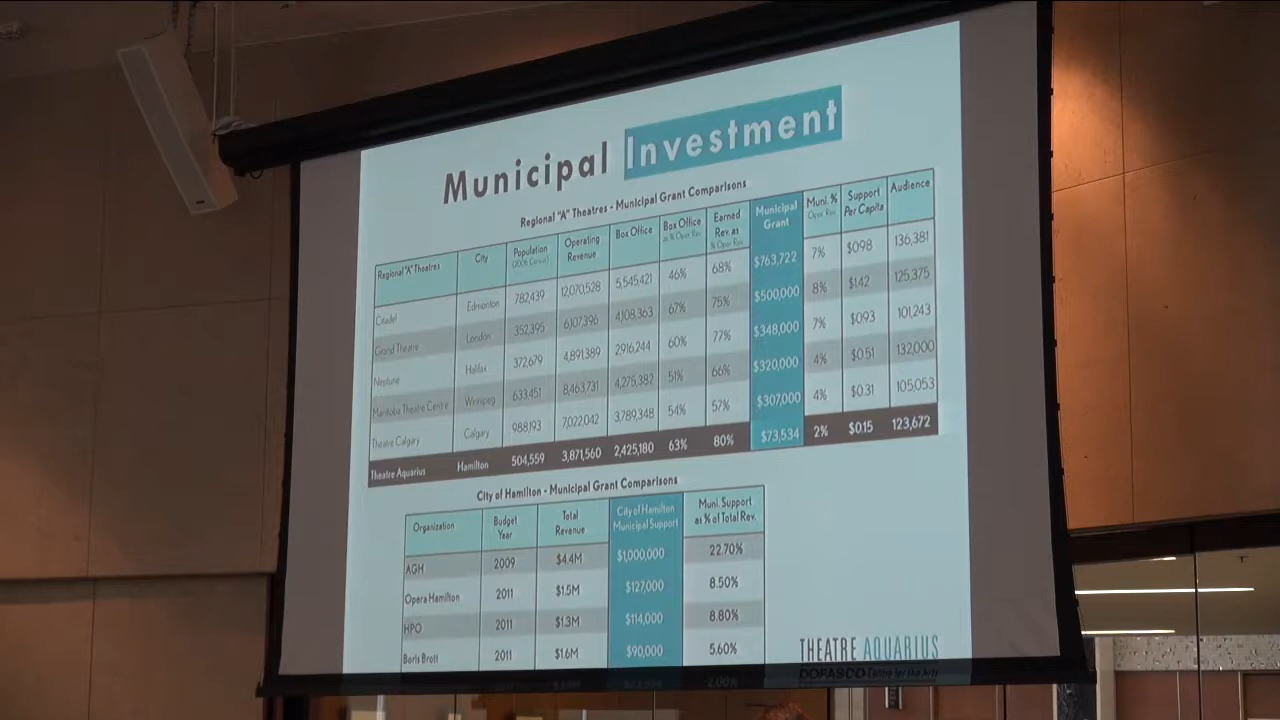 Municipal Investment
Regional "A" Theatres - Municipal Grant Comparisons
Regional "A" Theatres City Population (2006 Census) Operating Revenue Box Office Box Office as % Oper Rev. Earned Rev. as % Oper Rev. Municipal Grant Muni. % Oper Rev. Support Per Capita Audience
Citadel Edmonton 782,439 12,070,528 5,545,421 46% 68% $763,722 7% $0.98 136,381
Grand Theatre London 352,395 6,107,396 4,108,363 67% 75% $500,000 8% $1.42 125,375
Neptune Halifax 372,679 4,891,389 2,916,244 60% 77% $348,000 7% $0.93 101,243
Manitoba Theatre Centre Winnipeg 633,451 8,463,731 4,275,382 51% 66% $320,000 4% $0.51 132,000
Theatre Calgary Calgary 988,193 7,022,042 3,789,348 54% 57% $307,000 4% $0.31 105,053
Theatre Aquarius Hamilton 504,559 3,871,560 2,425,180 63% 80% $73,534 2% $0.15 123,672
City of Hamilton - Municipal Grant Comparisons
Organization Budget Year Total Revenue City of Hamilton Municipal Support Muni. Support as % of Total Rev.
AGH 2009 $4.4M $1,000,000 22.70%
Opera Hamilton 2011 $1.5M $127,000 8.50%
HPO 2011 $1.3M $114,000 8.80%
Boris Brott 2011 $1.6M $90,000 5.60%
2.00%
THEATRE AQUARIUS
DOFASCO Centre for the Arts